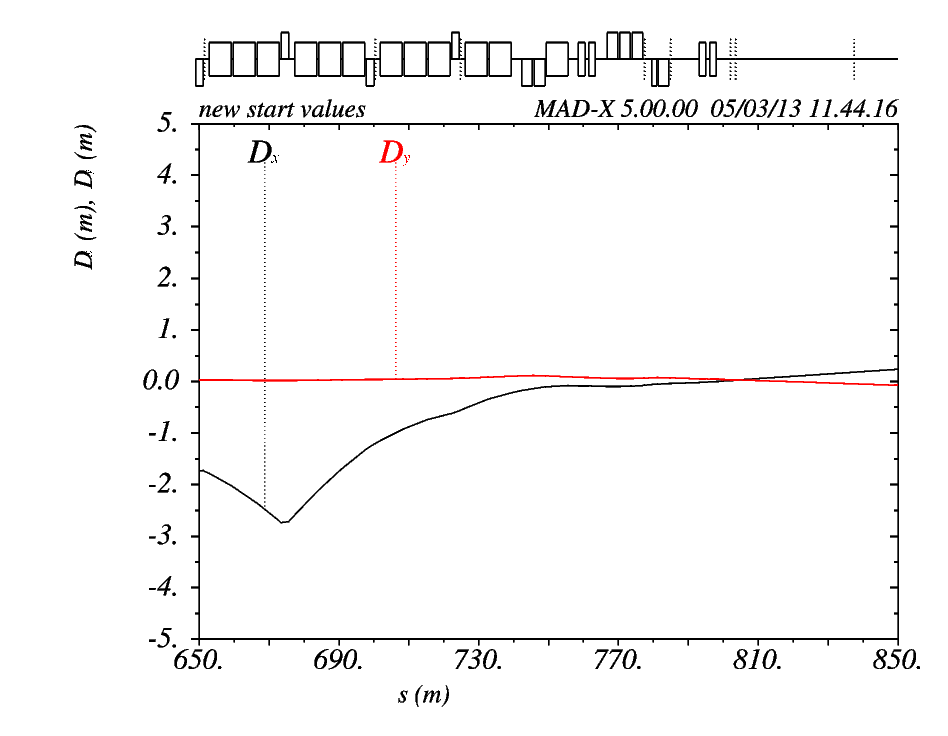 new start values MAD-X 5.00.00 05/03/13 11.44.16
D (m), D (m)
Dx Dy
5.
4.
3.
2.
1.
0.0
-1.
-2.
-3.
-4.
-5.
650. 690. 730. 770. 810. 850.
s (m)